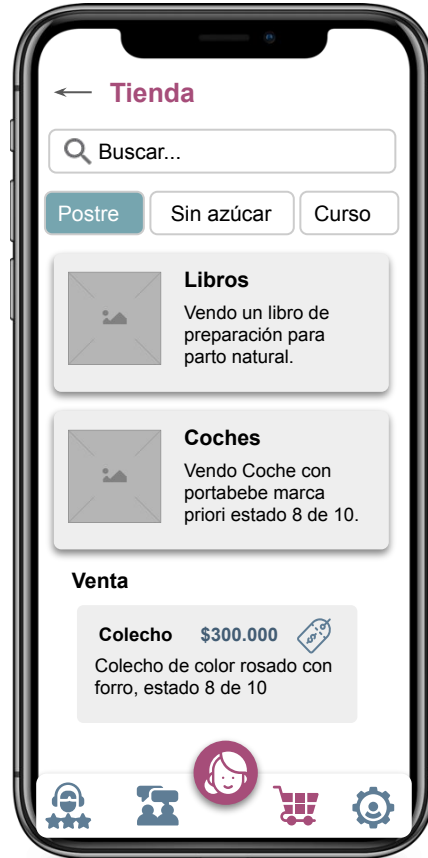 Tienda
Buscar...
Postre
Sin azúcar
Curso
Libros
Vendo un libro de
preparación para
parto natural.
Coches
Vendo Coche con
portabebe marca
priori estado 8 de 10.
Venta
Colecho $300.000
Colecho de color rosado con
forro, estado 8 de 10